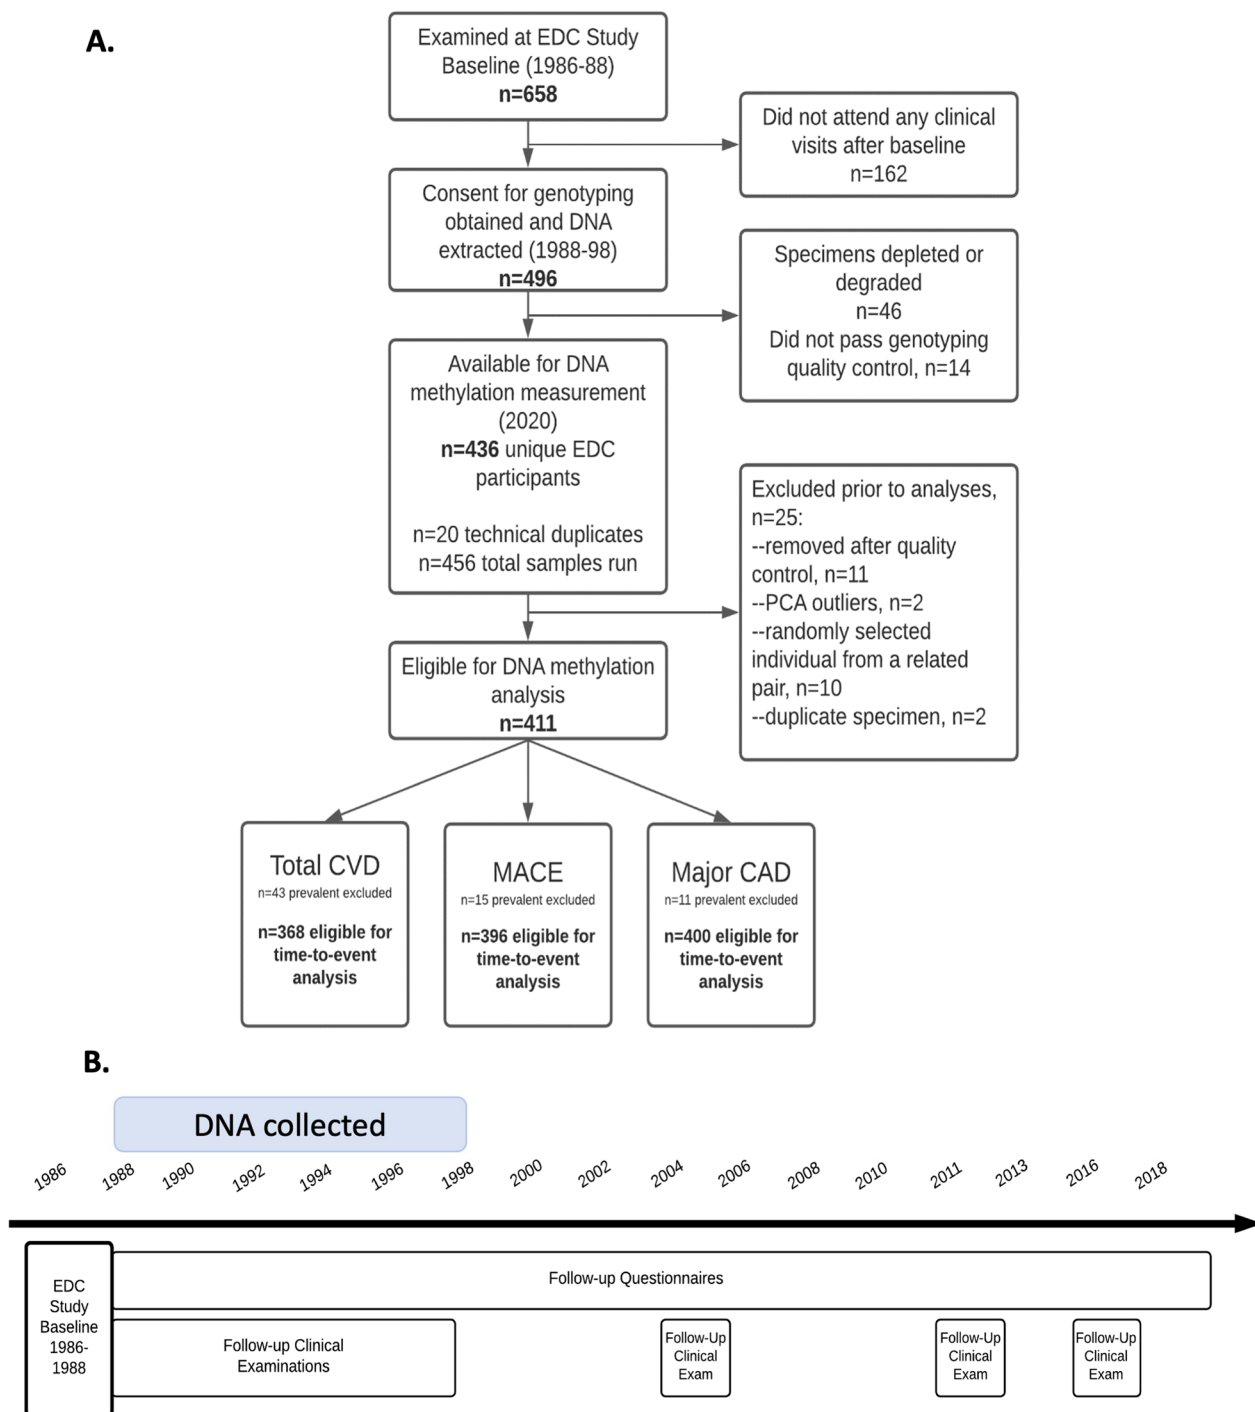 A.
Examined at EDC Study
Baseline (1986-88)
n=658
Did not attend any clinical
visits after baseline
n=162
Consent for genotyping
obtained and DNA
extracted (1988-98)
n=496
Specimens depleted or
degraded
n=46
Did not pass genotyping
quality control, n=14
Available for DNA
methylation measurement
(2020)
n=436 unique EDC
participants
n=20 technical duplicates
n=456 total samples run
Excluded prior to analyses,
n=25:
--removed after quality
control, n=11
--PCA outliers, n=2
--randomly selected
individual from a related
pair, n=10
--duplicate specimen, n=2
Eligible for DNA methylation
analysis
n=411
Total CVD
n=43 prevalent excluded
n=368 eligible for
time-to-event
analysis
MACE
n=15 prevalent excluded
n=396 eligible for
time-to-event
analysis
Major CAD
n=11 prevalent excluded
n=400 eligible for
time-to-event
analysis
B.
DNA collected
1986 1988 1990 1992 1994 1996 1998 2000 2002 2004 2006 2008 2010 2011 2013 2016 2018
EDC
Study
Baseline
1986-
1988
Follow-up Questionnaires
Follow-up Clinical
Examinations
Follow-Up
Clinical
Exam
Follow-Up
Clinical
Exam
Follow-Up
Clinical
Exam